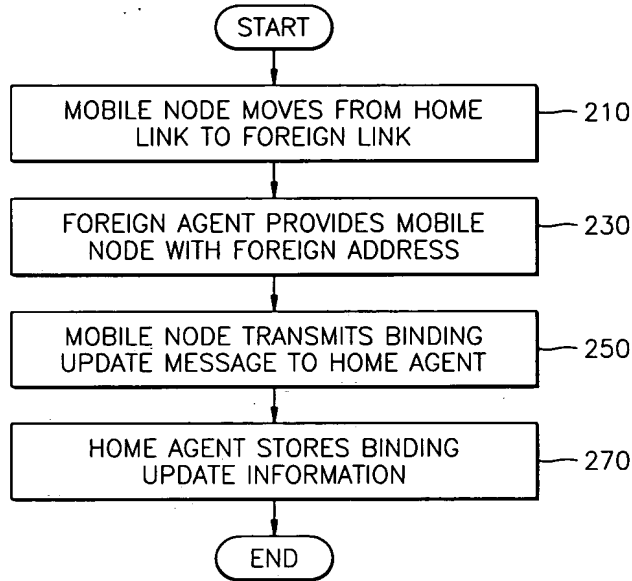 START
MOBILE NODE MOVES FROM HOME
LINK TO FOREIGN LINK
210
FOREIGN AGENT PROVIDES MOBILE
NODE WITH FOREIGN ADDRESS
230
MOBILE NODE TRANSMITS BINDING
UPDATE MESSAGE TO HOME AGENT
250
HOME AGENT STORES BINDING
UPDATE INFORMATION
270
END